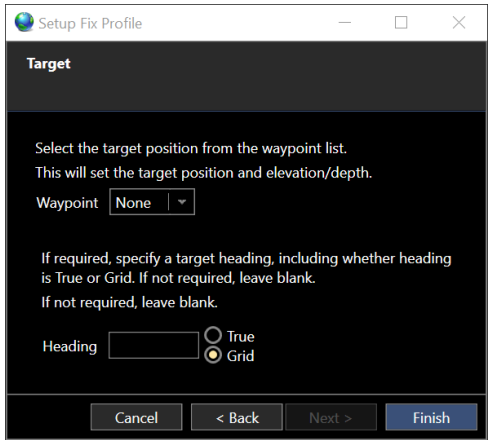 Setup Fix Profile
Target
Select the target position from the waypoint list.
This will set the target position and elevation/depth.
Waypoint None
If required, specify a target heading, including whether heading
is True or Grid. If not required, leave blank.
If not required, leave blank.
True
Heading
Grid
Cancel < Back Next > Finish